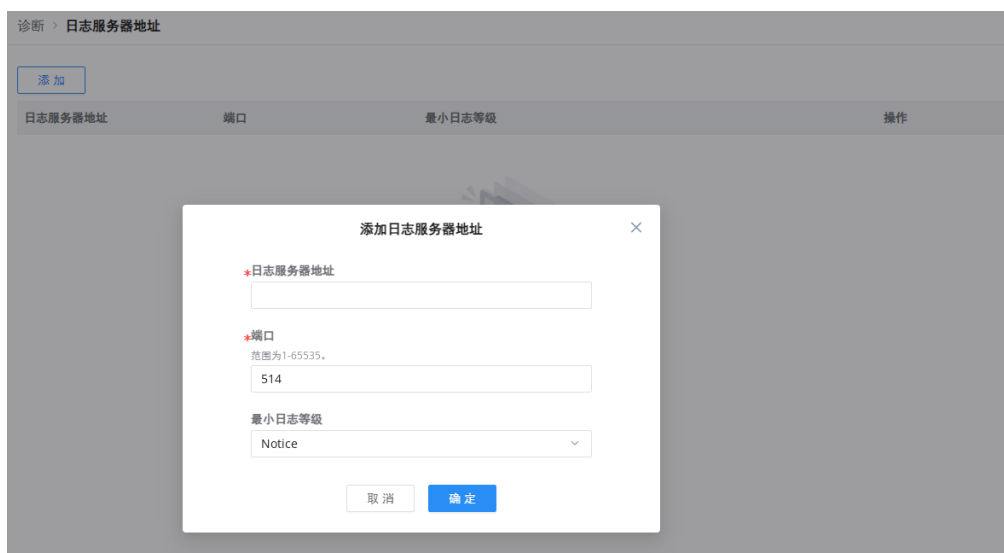 诊断 > 日志服务器地址
添加
日志服务器地址 端口 最小日志等级 操作
添加日志服务器地址
*日志服务器地址
*端口
范围为1-65535。
514
最小日志等级
Notice
取消 确定